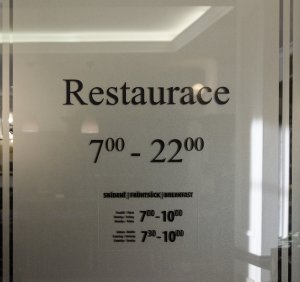 Restaurace
7⁰⁰ - 22⁰⁰
SNÍDANĚ | FRÜHSTÜCK | BREAKFAST
7⁰⁰-10⁰⁰
7³⁰-10⁰⁰